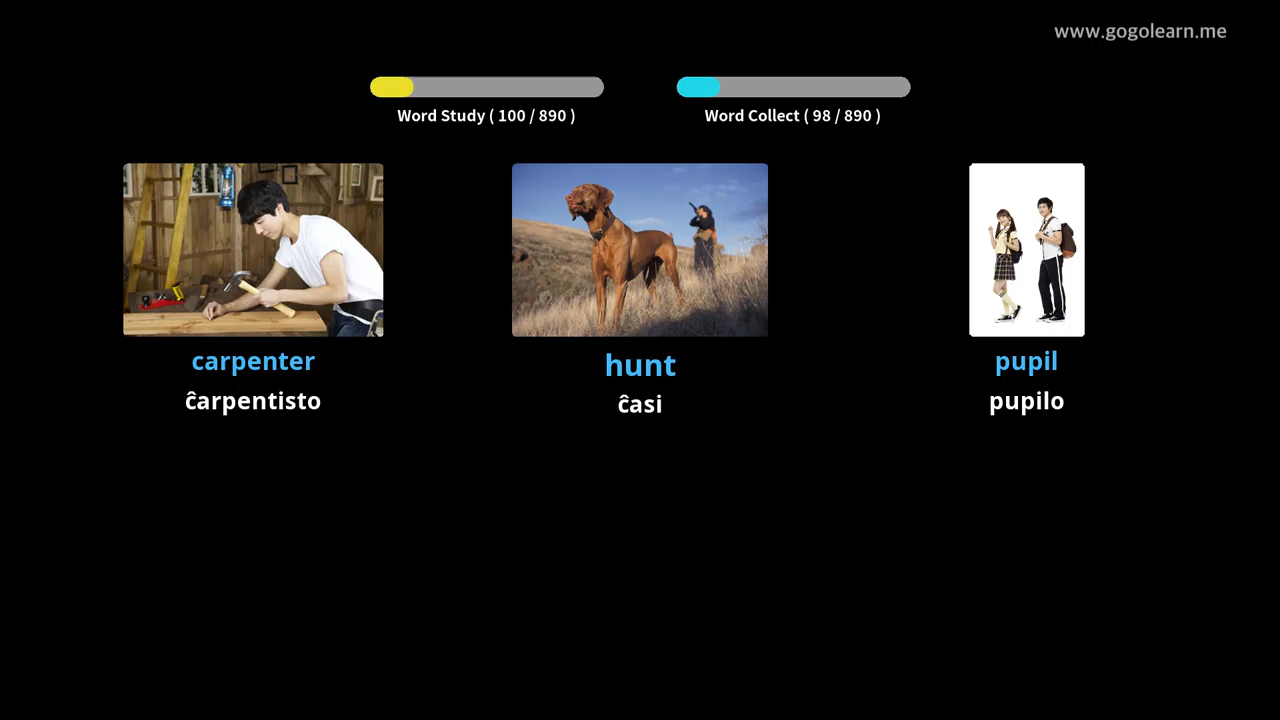 www.gogolearn.me
Word Study ( 100 / 890 )
Word Collect ( 98 / 890 )
carpenter
ĉarpentisto
hunt
ĉasi
pupil
pupilo